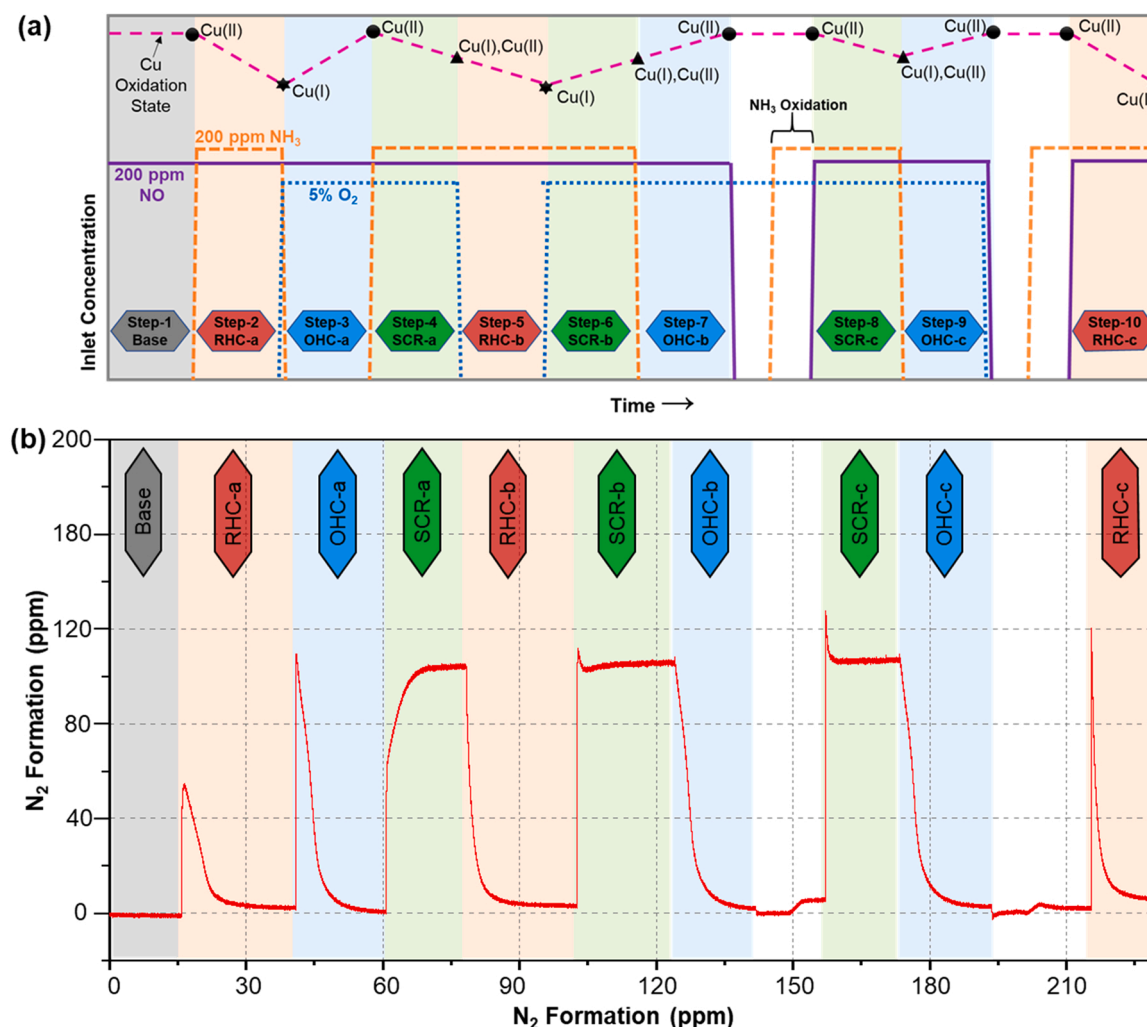 (a)
Cu(II)
Cu(II)
Cu(II)
Cu(II)
Cu(II)
Cu(II)
Cu
Oxidation
State
Cu(I),Cu(II)
Cu(I)
Cu(I)
Cu(I),Cu(II)
Cu(I),Cu(II)
Cu(I
NH₃ Oxidation
200 ppm NH₃
200 ppm
NO
5% O₂
Inlet Concentration
Step-1
Base
Step-2
RHC-a
Step-3
OHC-a
Step-4
SCR-a
Step-5
RHC-b
Step-6
SCR-b
Step-7
OHC-b
Step-8
SCR-c
Step-9
OHC-c
Step-10
RHC-c
Time →
(b)
N₂ Formation (ppm)
200
180
120
80
40
0
Base
RHC-a
OHC-a
SCR-a
RHC-b
SCR-b
OHC-b
SCR-c
OHC-c
RHC-c
0 30 60 90 120 150 180 210
N₂ Formation (ppm)